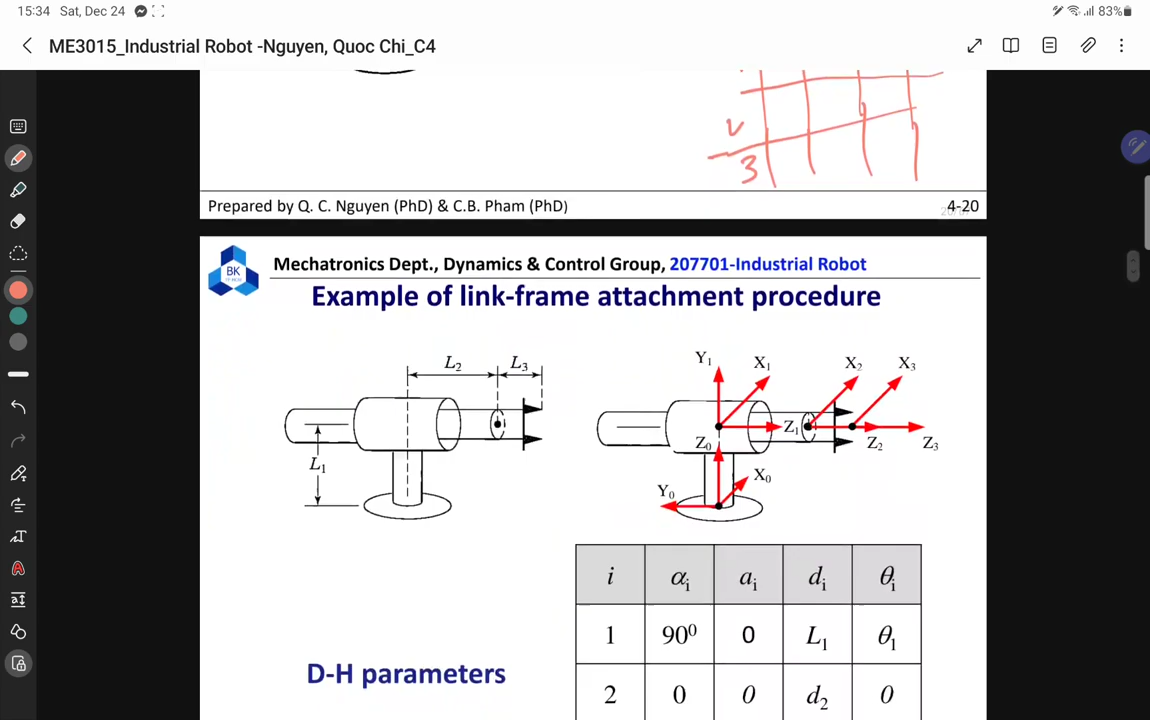 15:34 Sat, Dec 24 83%
ME3015_Industrial Robot -Nguyen, Quoc Chi_C4
3
Prepared by Q. C. Nguyen (PhD) & C.B. Pham (PhD) 4-20
BK
Mechatronics Dept., Dynamics & Control Group, 207701-Industrial Robot
Example of link-frame attachment procedure
L₂ L₃
L₁
Y₁ X₁ X₂ X₃
Z₀ Z₁ Z₂ Z₃
Y₀ X₀
i αᵢ aᵢ dᵢ θᵢ
1 90⁰ 0 L₁ θ₁
D-H parameters
2 0 0 d₂ 0